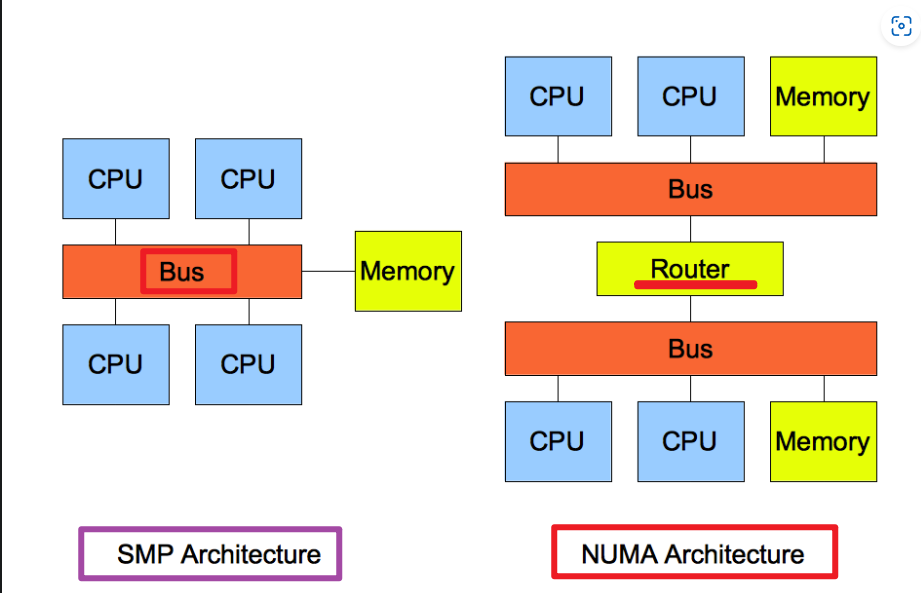 CPU
CPU
Bus
Memory
CPU
CPU
SMP Architecture
CPU
CPU
Memory
Bus
Router
Bus
CPU
CPU
Memory
NUMA Architecture